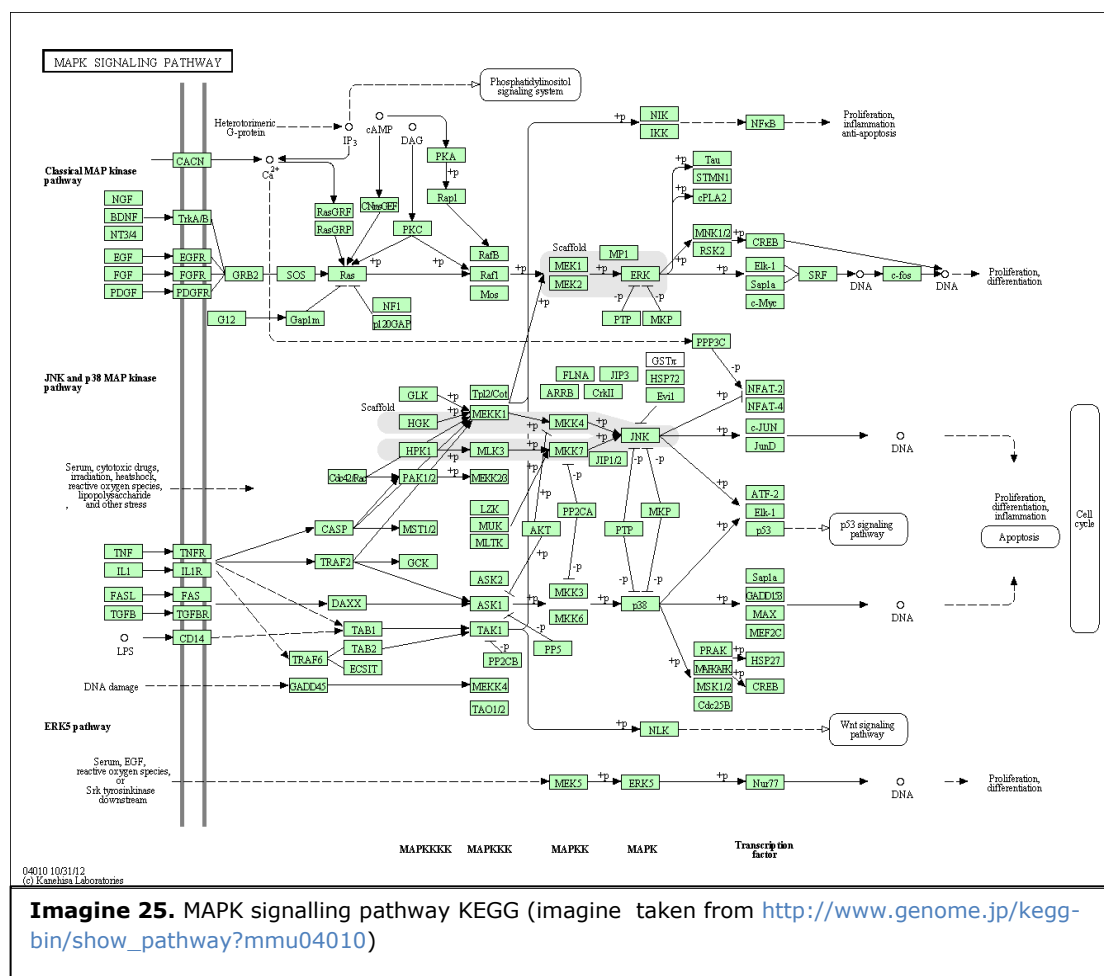 MAPK SIGNALING PATHWAY
Phosphatidylinositol
signaling system
Heterotorimeric
G-protein
IP3
cAMP
DAG
PKA
+p
NIK
IKK
+p
NFκB
Proliferation,
inflammation
anti-apoptosis
CACN
Ca2+
Classical MAP kinase
pathway
Rap1
Tau
STMN1
cPLA2
+p
NGF
BDNF
NT3/4
TrkA/B
RasGRF
RasGRP
CNrasGEF
PKC
RafB
Scaffold
MP1
MNK1/2
RSK2
+p
CREB
EGF
EGFR
FGF
FGFR
PDGF
PDGFR
GRB2
SOS
Ras
+p
+p
Raf1
+p
Mos
MEK1
MEK2
+p
ERK
+p
+p
Elk-1
Sap1a
c-Myc
SRF
DNA
c-fos
DNA
Proliferation,
differentiation
G12
Gap1m
NF1
p120GAP
+p
-p
-p
PTP
MKP
PPP3C
-p
JNK and p38 MAP kinase
pathway
Scaffold
GLK
HGK
HPK1
+p
+p
Tpl2/Cot
MEKK1
MLK3
+p
FLNA
JIP3
ARRB
CrkII
GSTπ
HSP72
Evi1
+p
MKK4
MKK7
+p
+p
JNK
JIP1/2
+p
+p
NFAT-2
NFAT-4
c-JUN
JunD
DNA
Serum, cytotoxic drugs,
irradiation, heatshock,
reactive oxygen species,
lipopolysaccharide
, and other stress
Cdc42/Rac
PAK1/2
+p
MEKK2/3
CASP
MST1/2
LZK
MUK
MLTK
+p
AKT
+p
-p
PP2CA
-p
-p
-p
PTP
MKP
-p
-p
+p
ATF-2
Elk-1
p53
p53 signaling
pathway
Proliferation,
differentiation,
inflammation
Apoptosis
Cell
cycle
TNF
TNFR
IL1
IL1R
TRAF2
GCK
FASL
FAS
TGFB
TGFBR
DAXX
ASK2
ASK1
+p
MKK3
MKK6
+p
p38
+p
Sap1a
GADD153
MAX
MEF2C
DNA
LPS
CD14
TAB1
TAB2
ECSIT
TRAF6
TAK1
-p
PP2CB
-p
PP5
+p
PRAK
MAPKAPK
MSK1/2
Cdc25B
+p
+p
HSP27
CREB
DNA damage
GADD45
MEKK4
TAO1/2
ERK5 pathway
+p
NLK
Wnt signaling
pathway
Serum, EGF,
reactive oxygen species,
or
Srk tyrosinkinase
downstream
MEK5
+p
ERK5
+p
Nur77
DNA
Proliferation,
differentiation
MAPKKKK
MAPKKK
MAPKK
MAPK
Transcription
factor
04010 10/31/12
(c) Kanehisa Laboratories
Imagine 25. MAPK signalling pathway KEGG (imagine taken from http://www.genome.jp/kegg-
bin/show_pathway?mmu04010)